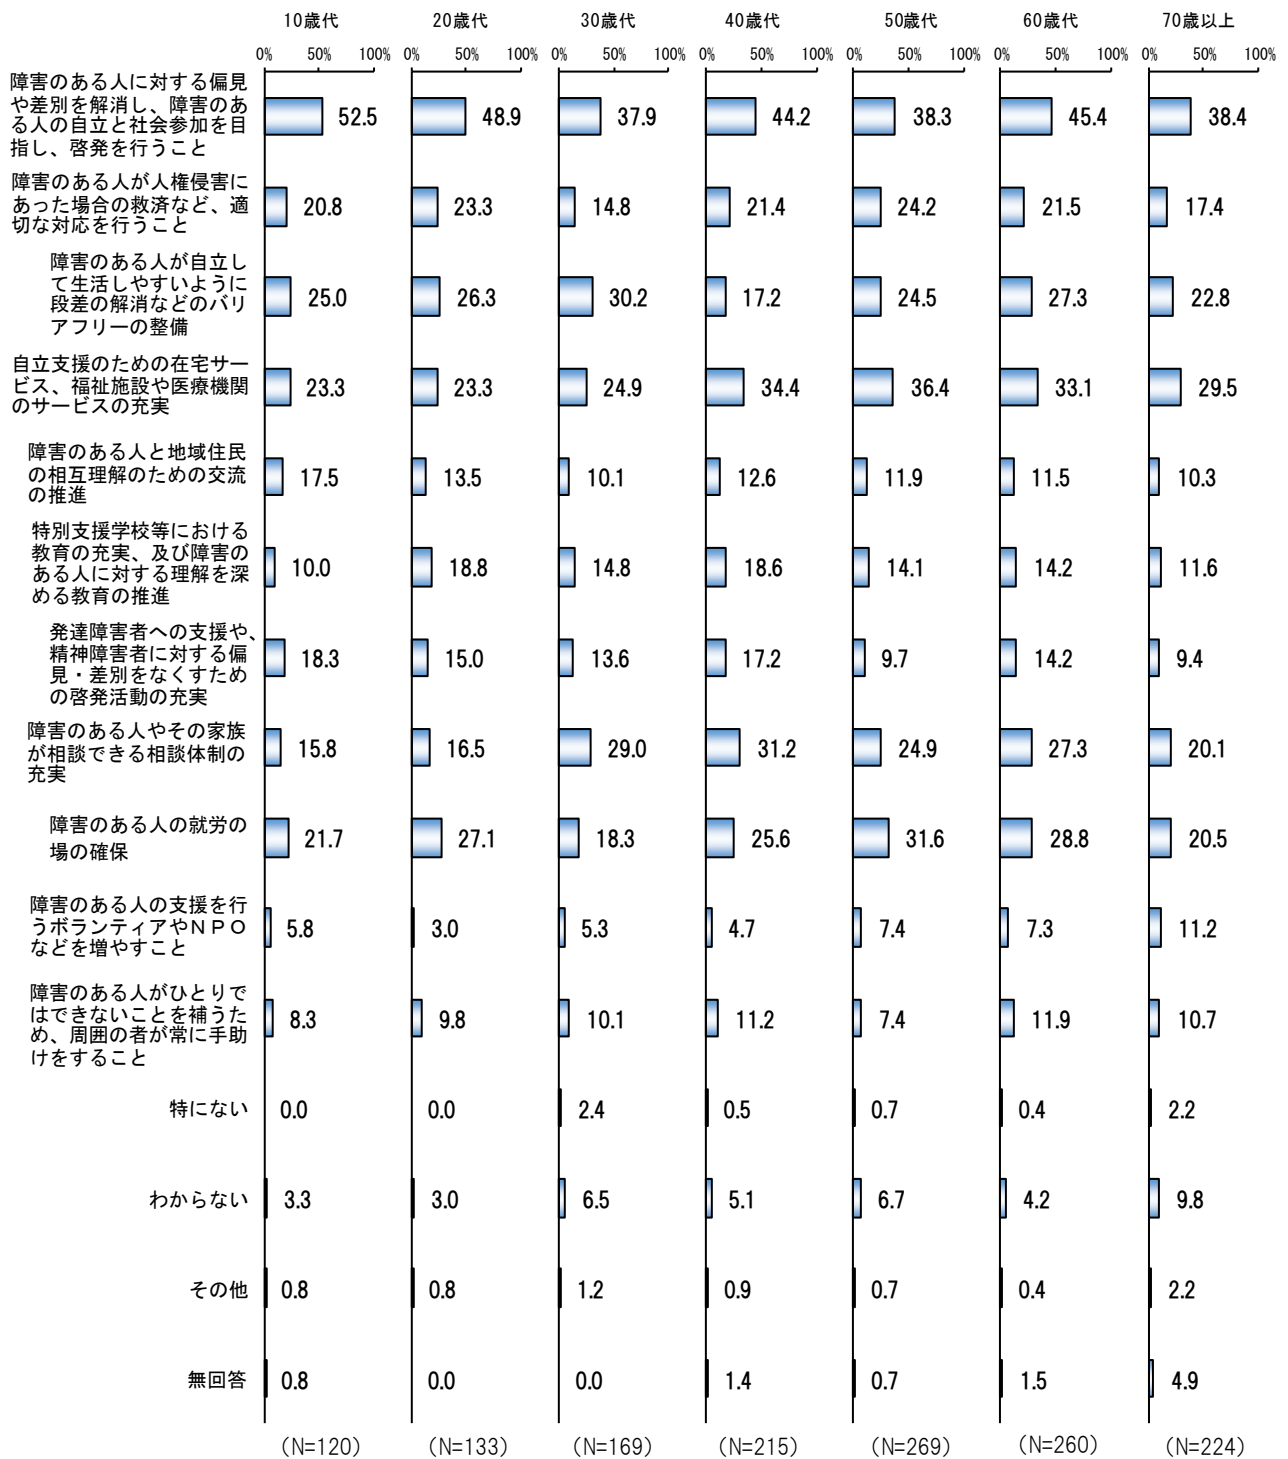 10歳代 20歳代 30歳代 40歳代 50歳代 60歳代 70歳以上
0% 50% 100% 0% 50% 100% 0% 50% 100% 0% 50% 100% 0% 50% 100% 0% 50% 100% 0% 50% 100%
障害のある人に対する偏見
や差別を解消し、障害のあ
る人の自立と社会参加を目
指し、啓発を行うこと
52.5 48.9 37.9 44.2 38.3 45.4 38.4
障害のある人が人権侵害に
あった場合の救済など、適
切な対応を行うこと
20.8 23.3 14.8 21.4 24.2 21.5 17.4
障害のある人が自立し
て生活しやすいように
段差の解消などのバリ
アフリーの整備
25.0 26.3 30.2 17.2 24.5 27.3 22.8
自立支援のための在宅サー
ビス、福祉施設や医療機関
のサービスの充実
23.3 23.3 24.9 34.4 36.4 33.1 29.5
障害のある人と地域住民
の相互理解のための交流
の推進
17.5 13.5 10.1 12.6 11.9 11.5 10.3
特別支援学校等における
教育の充実、及び障害の
ある人に対する理解を深
める教育の推進
10.0 18.8 14.8 18.6 14.1 14.2 11.6
発達障害者への支援や、
精神障害者に対する偏
見・差別をなくすため
の啓発活動の充実
18.3 15.0 13.6 17.2 9.7 14.2 9.4
障害のある人やその家族
が相談できる相談体制の
充実
15.8 16.5 29.0 31.2 24.9 27.3 20.1
障害のある人の就労の
場の確保
21.7 27.1 18.3 25.6 31.6 28.8 20.5
障害のある人の支援を行
うボランティアやNPO
などを増やすこと
5.8 3.0 5.3 4.7 7.4 7.3 11.2
障害のある人がひとりで
はできないことを補うた
め、周囲の者が常に手助
けをすること
8.3 9.8 10.1 11.2 7.4 11.9 10.7
特にない 0.0 0.0 2.4 0.5 0.7 0.4 2.2
わからない 3.3 3.0 6.5 5.1 6.7 4.2 9.8
その他 0.8 0.8 1.2 0.9 0.7 0.4 2.2
無回答 0.8 0.0 0.0 1.4 0.7 1.5 4.9
(N=120) (N=133) (N=169) (N=215) (N=269) (N=260) (N=224)